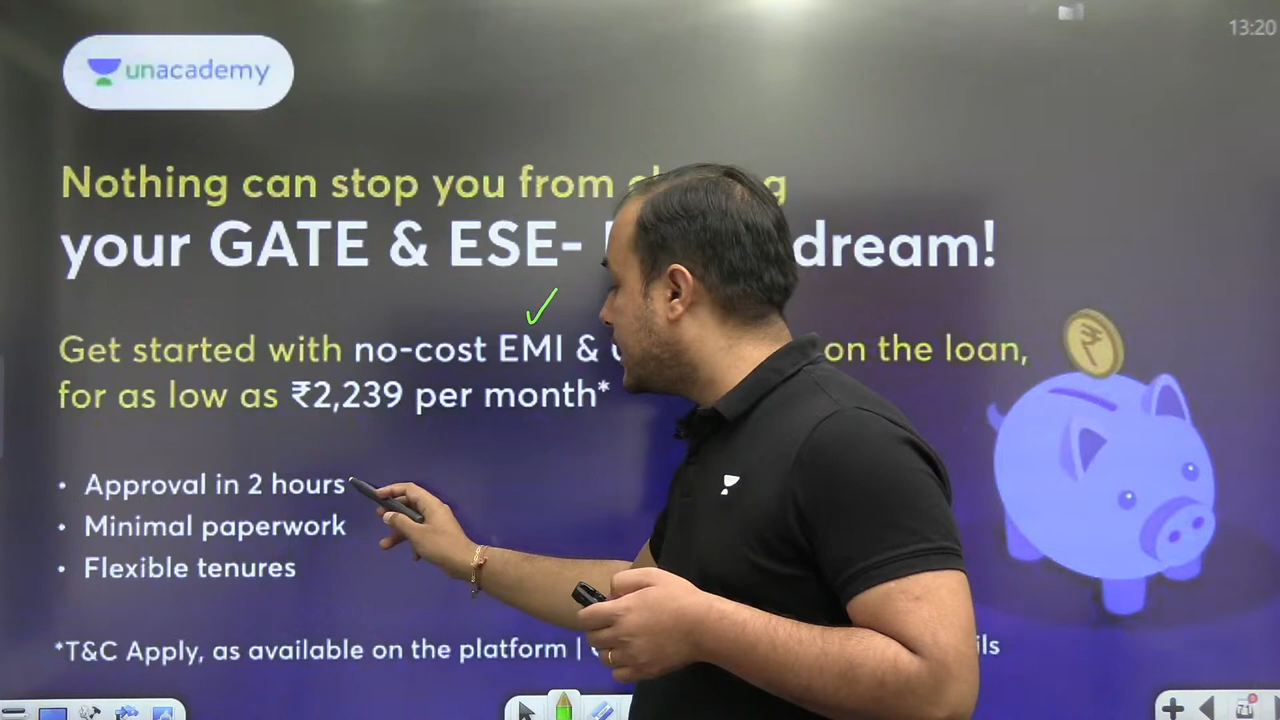 13:20
unacademy
Nothing can stop you from
your GATE & ESE- dream!
Get started with no-cost EMI & on the loan,
for as low as ₹2,239 per month*
• Approval in 2 hours
• Minimal paperwork
• Flexible tenures
*T&C Apply, as available on the platform |